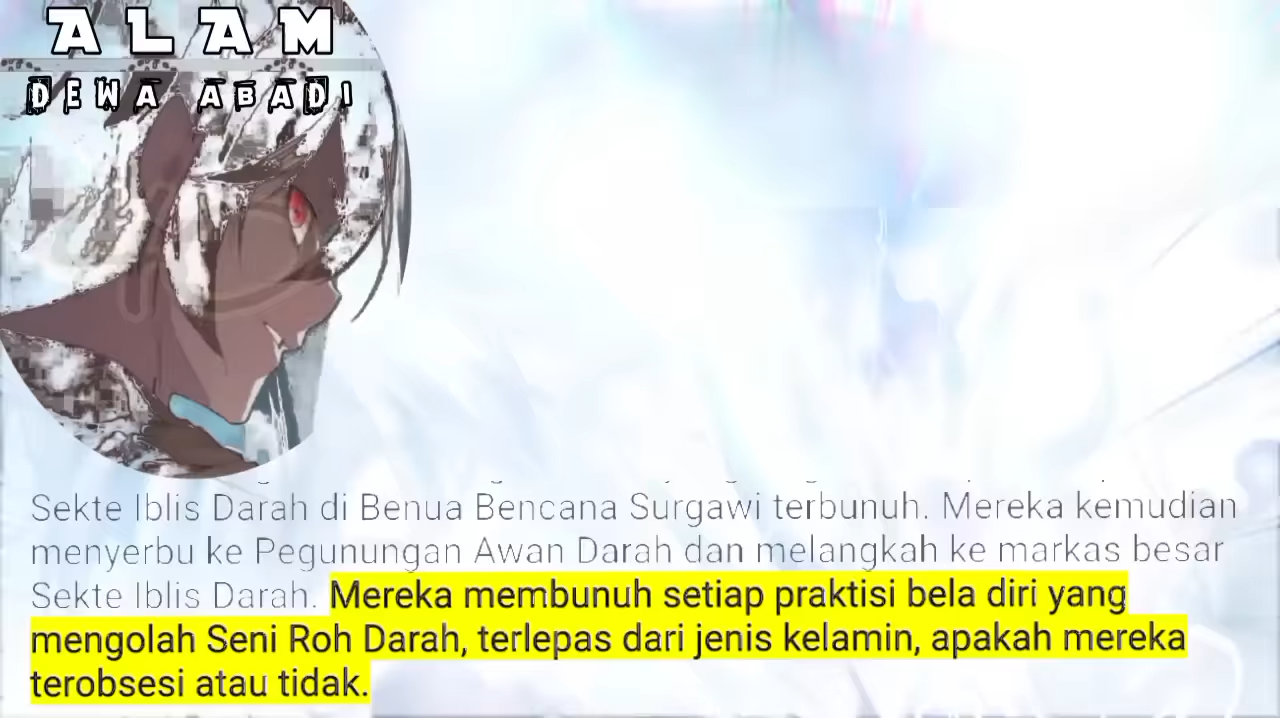 ALAM
DEWA ABADI
Sekte Iblis Darah di Benua Bencana Surgawi terbunuh. Mereka kemudian
menyerbu ke Pegunungan Awan Darah dan melangkah ke markas besar
Sekte Iblis Darah. Mereka membunuh setiap praktisi bela diri yang
mengolah Seni Roh Darah, terlepas dari jenis kelamin, apakah mereka
terobsesi atau tidak.